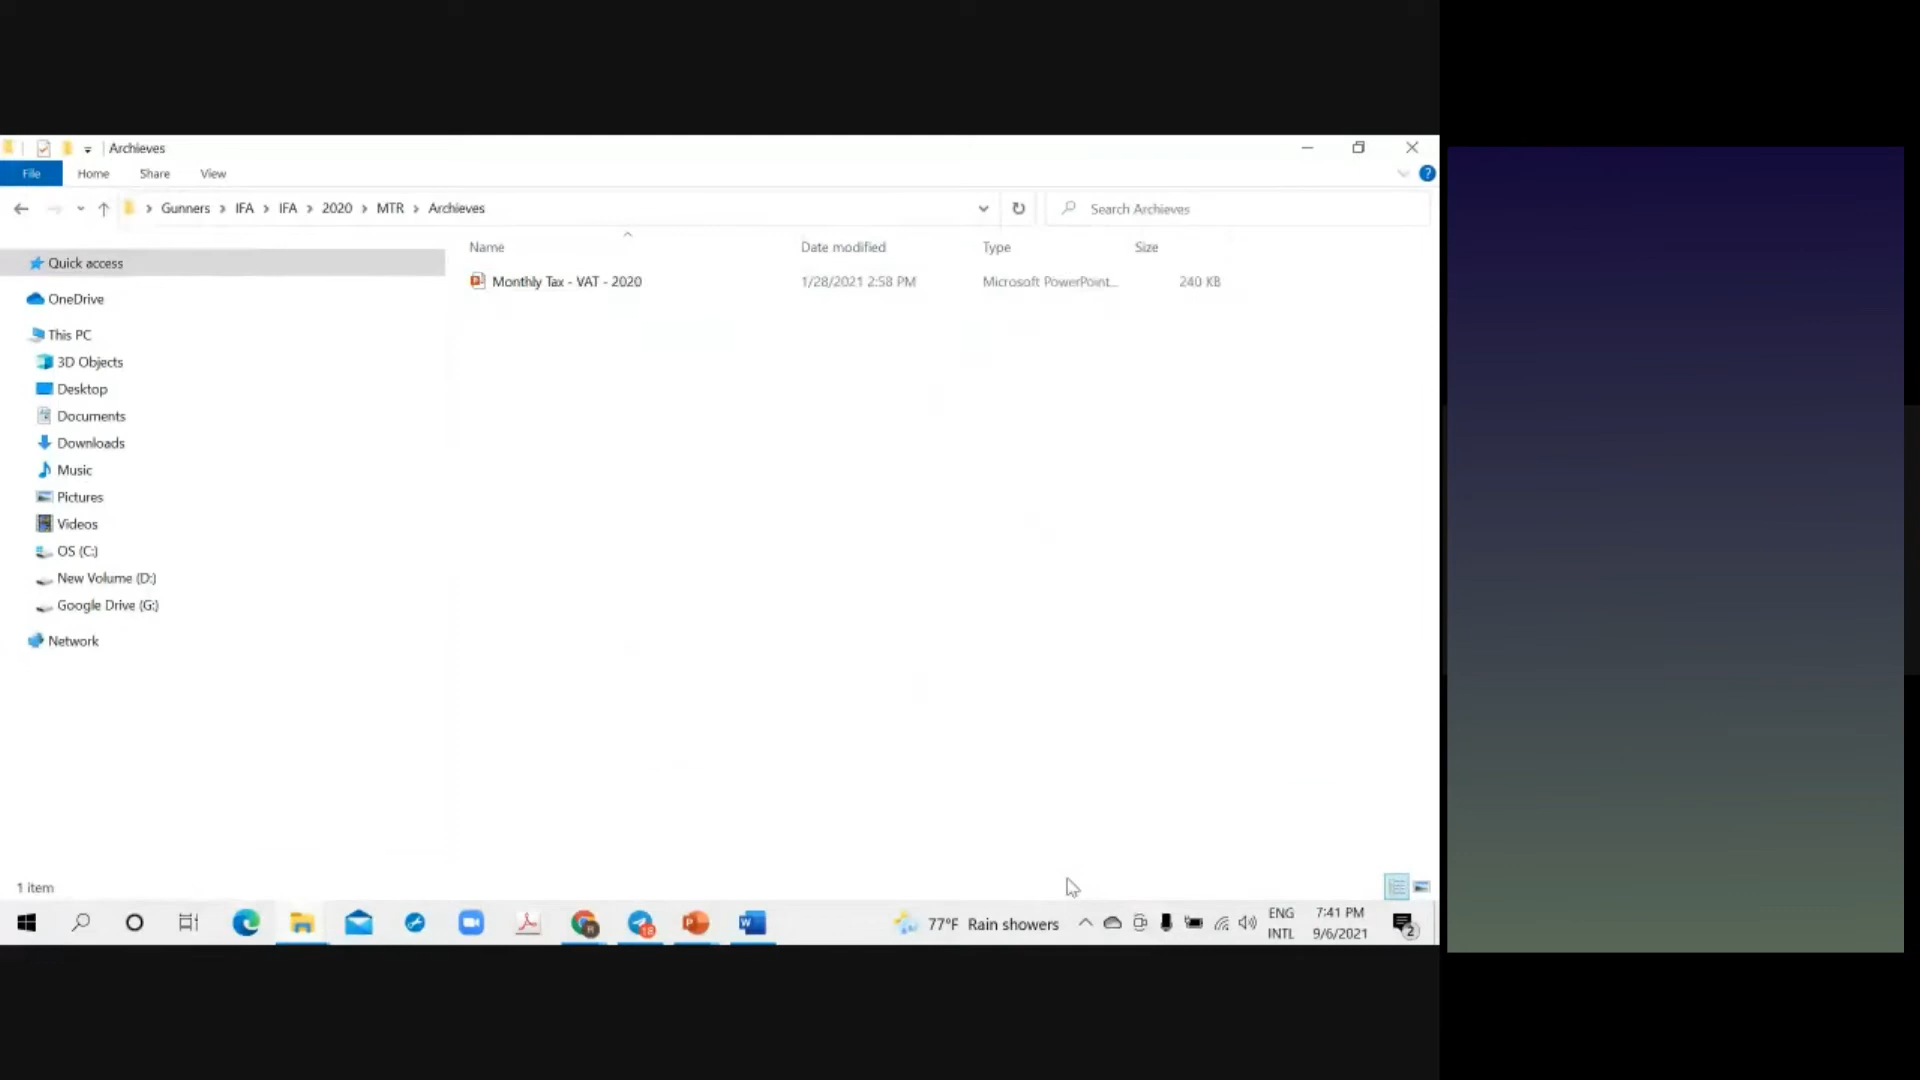 Archieves
File Home Share View
Gunners IFA IFA 2020 MTR Archieves Search Archieves
Name Date modified Type Size
Monthly Tax - VAT - 2020 1/28/2021 2:58 PM Microsoft PowerPoint... 240 KB
Quick access
OneDrive
This PC
3D Objects
Desktop
Documents
Downloads
Music
Pictures
Videos
OS (C:)
New Volume (D:)
Google Drive (G:)
Network
1 item
77°F Rain showers ENG 7:41 PM
INTL 9/6/2021 2
18